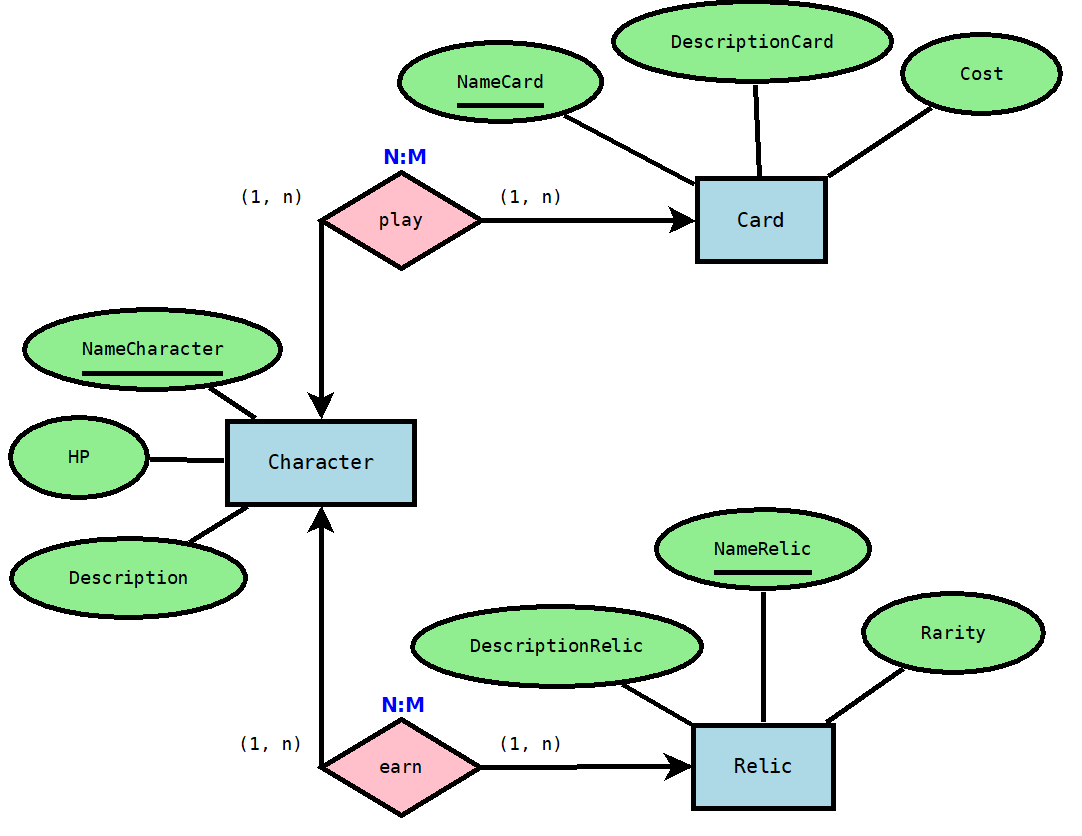 DescriptionCard
NameCard
Cost
N:M
(1, n)
(1, n)
play
Card
NameCharacter
HP
Character
Description
NameRelic
DescriptionRelic
Rarity
N:M
(1, n)
(1, n)
earn
Relic